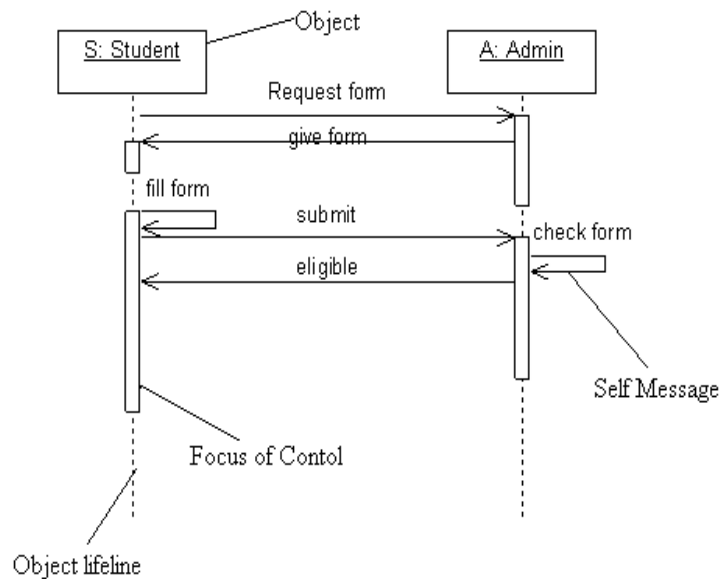 Object
S: Student
A: Admin
Request form
give form
fill form
submit
check form
eligible
Self Message
Focus of Contol
Object lifeline